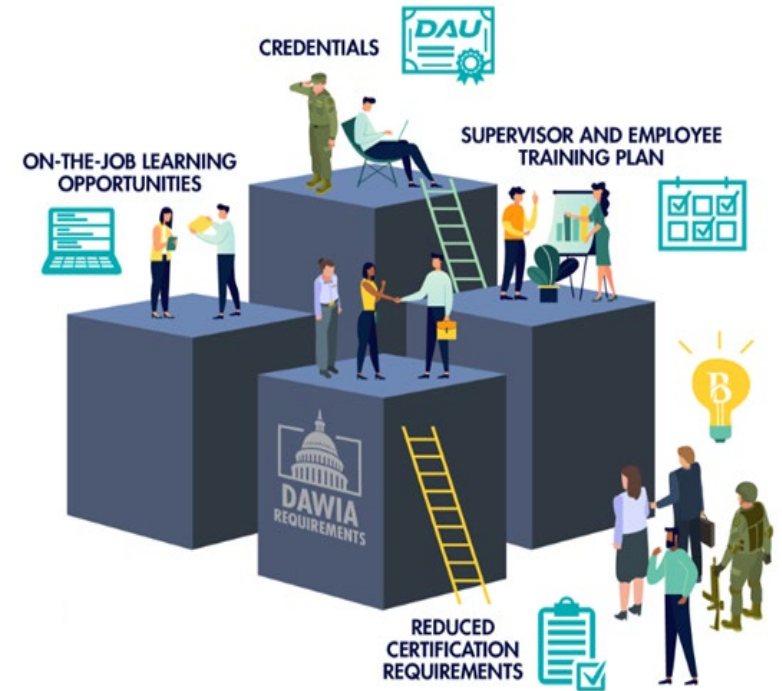 CREDENTIALS
DAU
SUPERVISOR AND EMPLOYEE
TRAINING PLAN
ON-THE-JOB LEARNING
OPPORTUNITIES
B
DAWIA
REQUIREMENTS
REDUCED
CERTIFICATION
REQUIREMENTS